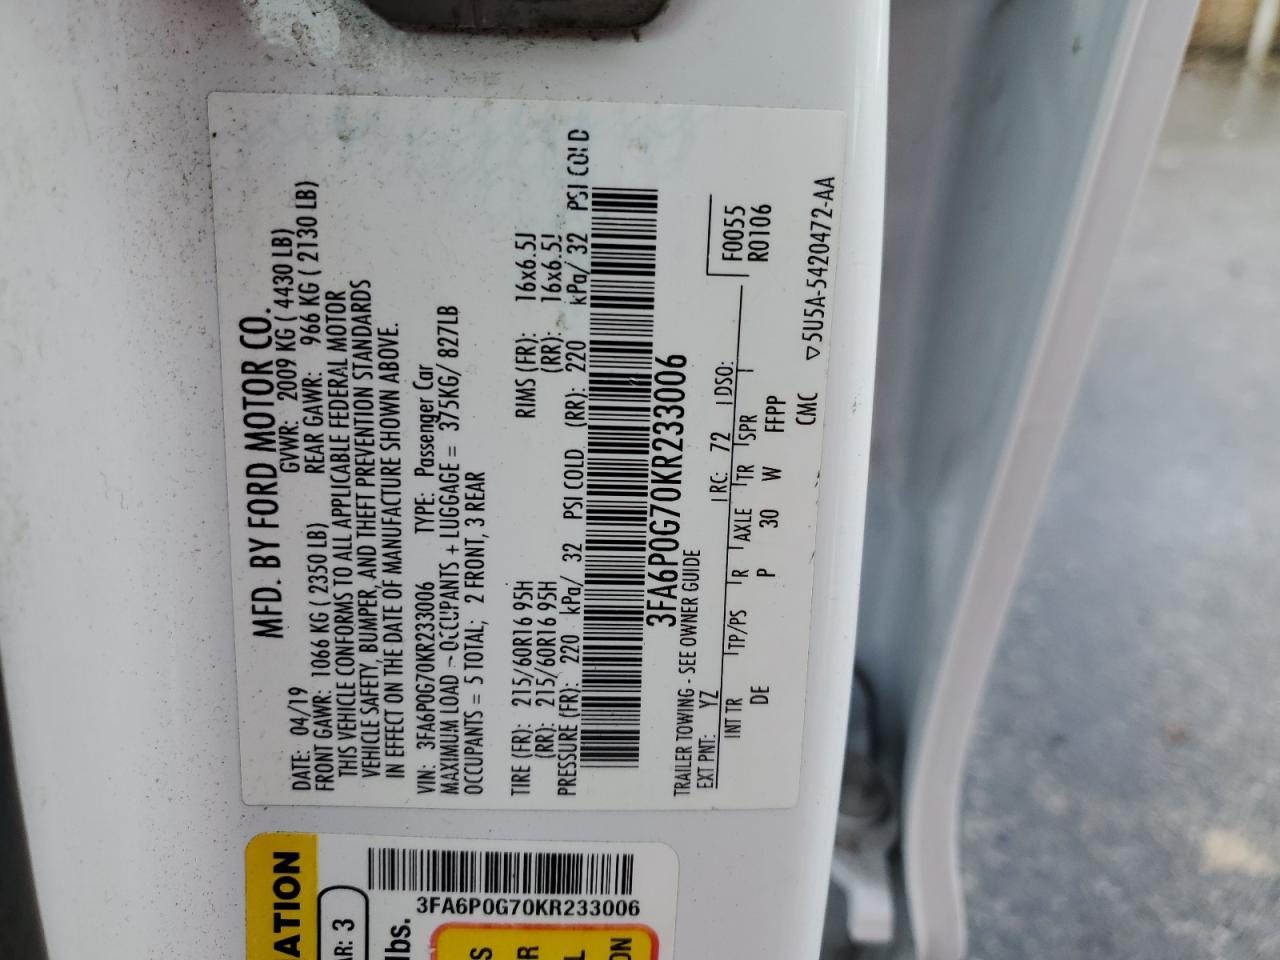 MFD. BY FORD MOTOR CO.
DATE: 04/19 GVWR: 2009 KG ( 4430 LB)
FRONT GAWR: 1066 KG ( 2350 LB) REAR GAWR: 966 KG ( 2130 LB)
THIS VEHICLE CONFORMS TO ALL APPLICABLE FEDERAL MOTOR
VEHICLE SAFETY, BUMPER, AND THEFT PREVENTION STANDARDS
IN EFFECT ON THE DATE OF MANUFACTURE SHOWN ABOVE.
VIN: 3FA6P0G70KR233006 TYPE: Passenger Car
MAXIMUM LOAD ~ OCCUPANTS + LUGGAGE = 375KG/ 827LB
OCCUPANTS = 5 TOTAL; 2 FRONT, 3 REAR
TIRE (FR): 215/60R16 95H RIMS (FR): 16x6.5J
(RR): 215/60R16 95H (RR): 16x6.5J
PRESSURE (FR): 220 kPa/ 32 PSI COLD (RR): 220 kPa/ 32 PSI COLD
3FA6P0G70KR233006
TRAILER TOWING - SEE OWNER GUIDE
F0055
R0106
EXT PNT: YZ RC: 72 DSO:
INT TR TP/PS R AXLE TR SPR
DE P 30 W FFPP
CMC ▽5U5A-5420472-AA
ATION
AR: 3
3FA6P0G70KR233006
lbs.
S
R
L
ON